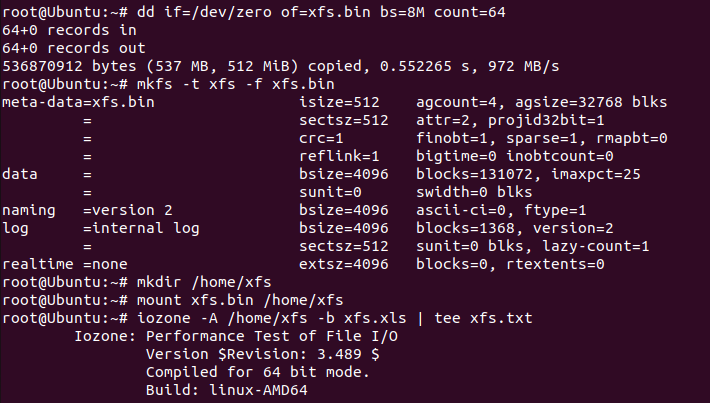 root@Ubuntu:~# dd if=/dev/zero of=xfs.bin bs=8M count=64
64+0 records in
64+0 records out
536870912 bytes (537 MB, 512 MiB) copied, 0.552265 s, 972 MB/s
root@Ubuntu:~# mkfs -t xfs -f xfs.bin
meta-data=xfs.bin                isize=512    agcount=4, agsize=32768 blks
         =                       sectsz=512   attr=2, projid32bit=1
         =                       crc=1        finobt=1, sparse=1, rmapbt=0
         =                       reflink=1    bigtime=0 inobtcount=0
data     =                       bsize=4096   blocks=131072, imaxpct=25
         =                       sunit=0      swidth=0 blks
naming   =version 2              bsize=4096   ascii-ci=0, ftype=1
log      =internal log           bsize=4096   blocks=1368, version=2
         =                       sectsz=512   sunit=0 blks, lazy-count=1
realtime =none                   extsz=4096   blocks=0, rtextents=0
root@Ubuntu:~# mkdir /home/xfs
root@Ubuntu:~# mount xfs.bin /home/xfs
root@Ubuntu:~# iozone -A /home/xfs -b xfs.xls | tee xfs.txt
        Iozone: Performance Test of File I/O
                Version $Revision: 3.489 $
                Compiled for 64 bit mode.
                Build: linux-AMD64